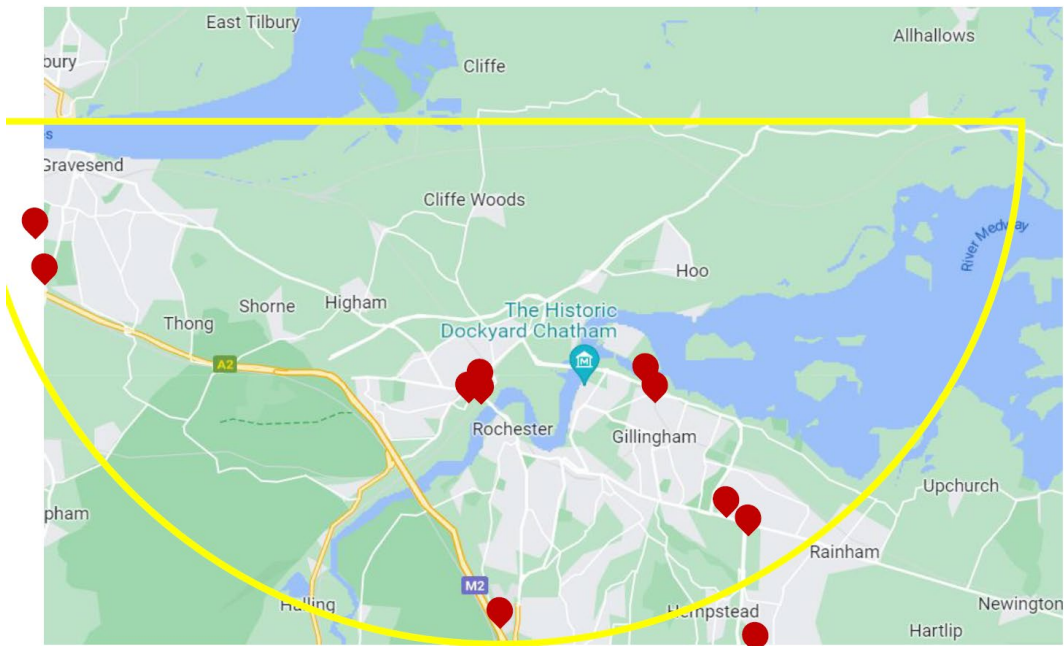 East Tilbury
Allhallows
bury
Cliffe
es
Gravesend
Cliffe Woods
River Medway
Hoo
Shorne
Higham
The Historic
Dockyard Chatham
Thong
A2
M
Rochester
Gillingham
Upchurch
pham
Rainham
M2
Halling
Hempstead
Newington
Hartlip